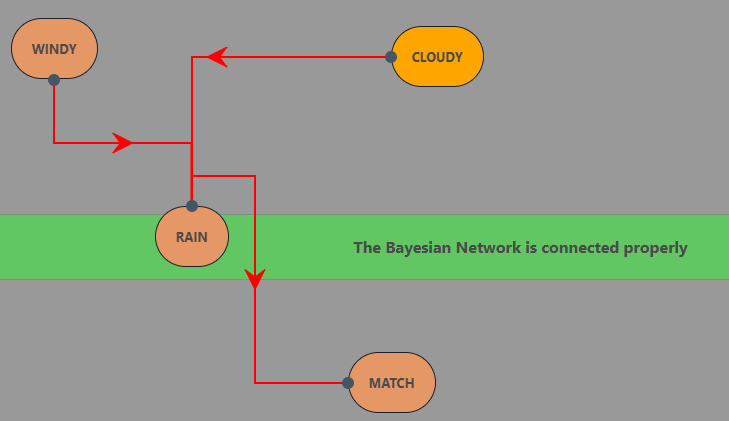 WINDY
CLOUDY
RAIN
The Bayesian Network is connected properly
MATCH